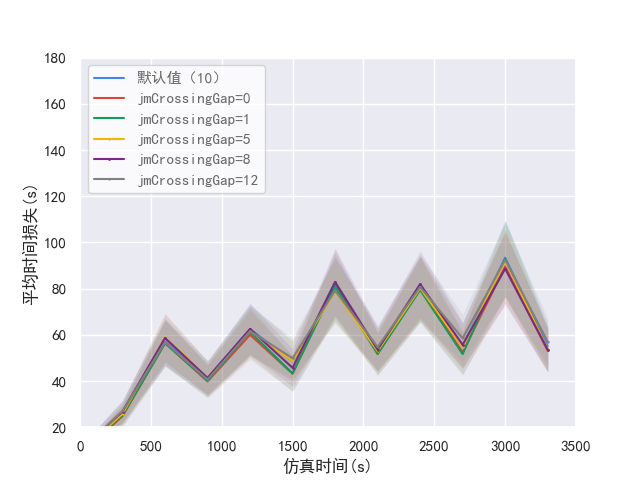 180
160
140
120
100
80
60
40
20
平均时间损失(s)
默认值（10）
jmCrossingGap=0
jmCrossingGap=1
jmCrossingGap=5
jmCrossingGap=8
jmCrossingGap=12
0 500 1000 1500 2000 2500 3000 3500
仿真时间(s)